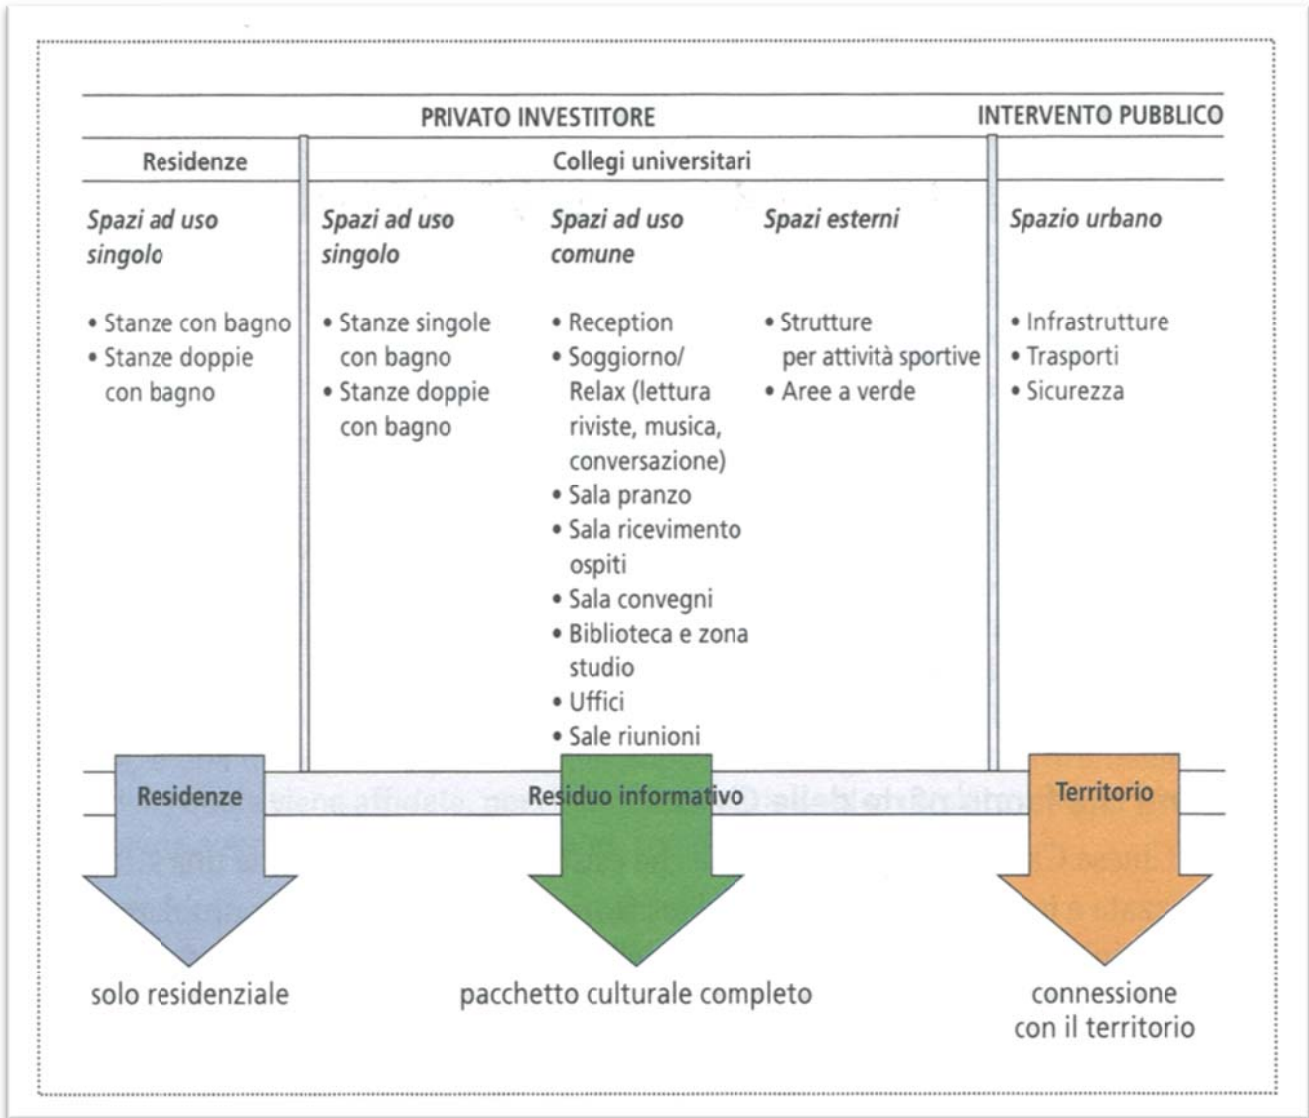 PRIVATO INVESTITORE
INTERVENTO PUBBLICO
Residenze
Collegi universitari
Spazi ad uso
singolo
• Stanze con bagno
• Stanze doppie
con bagno
Spazi ad uso
singolo
• Stanze singole
con bagno
• Stanze doppie
con bagno
Spazi ad uso
comune
• Reception
• Soggiorno/
Relax (lettura
riviste, musica,
conversazione)
• Sala pranzo
• Sala ricevimento
ospiti
• Sala convegni
• Biblioteca e zona
studio
• Uffici
• Sale riunioni
Spazi esterni
• Strutture
per attività sportive
• Aree a verde
Spazio urbano
• Infrastrutture
• Trasporti
• Sicurezza
Residenze
Residuo informativo
Territorio
solo residenziale
pacchetto culturale completo
connessione
con il territorio